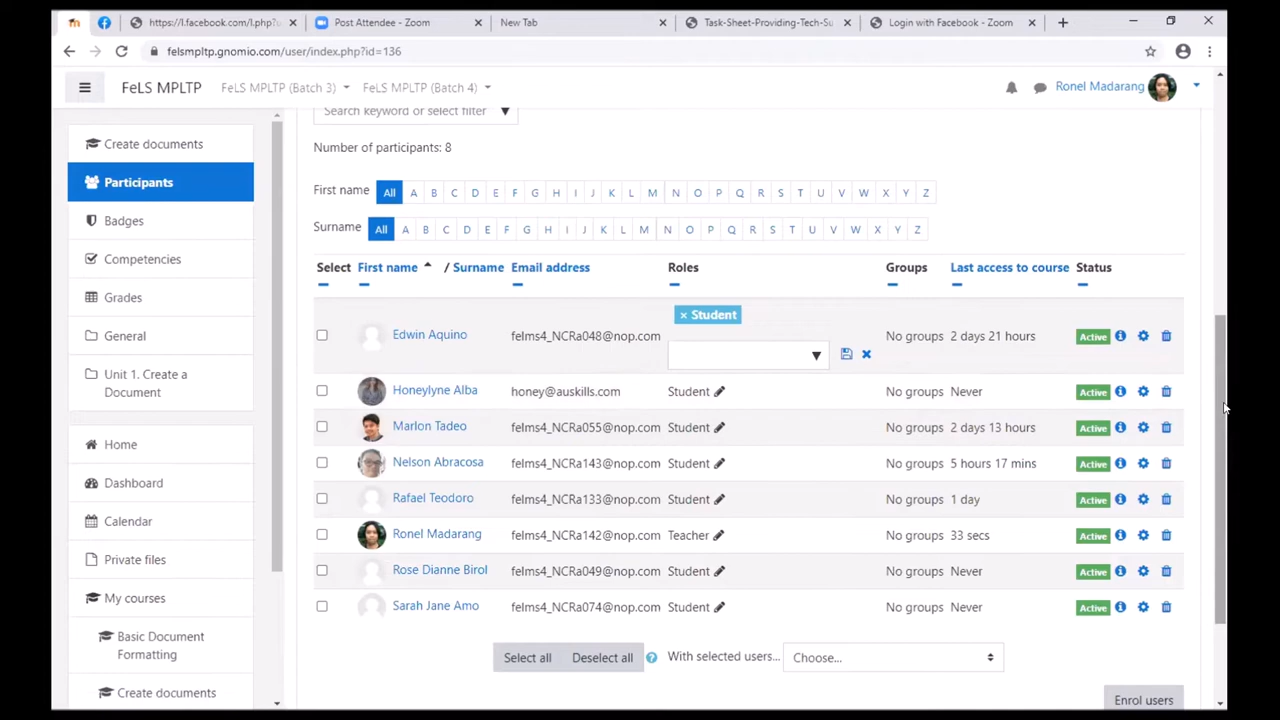 https://l.facebook.com/l.php?u
Post Attendee - Zoom
New Tab
Task-Sheet-Providing-Tech-Su
Login with Facebook - Zoom
felsmpltp.gnomio.com/user/index.php?id=136
FeLS MPLTP
FeLS MPLTP (Batch 3)
FeLS MPLTP (Batch 4)
Ronel Madarang
Create documents
Participants
Badges
Competencies
Grades
General
Unit 1. Create a
Document
Home
Dashboard
Calendar
Private files
My courses
Basic Document
Formatting
Create documents
Search keyword or select filter
Number of participants: 8
First name All A B C D E F G H I J K L M N O P Q R S T U V W X Y Z
Surname All A B C D E F G H I J K L M N O P Q R S T U V W X Y Z
Select First name / Surname Email address Roles Groups Last access to course Status
× Student
Edwin Aquino felms4_NCRa048@nop.com No groups 2 days 21 hours Active
Honeylyne Alba honey@auskills.com Student No groups Never Active
Marlon Tadeo felms4_NCRa055@nop.com Student No groups 2 days 13 hours Active
Nelson Abracosa felms4_NCRa143@nop.com Student No groups 5 hours 17 mins Active
Rafael Teodoro felms4_NCRa133@nop.com Student No groups 1 day Active
Ronel Madarang felms4_NCRa142@nop.com Teacher No groups 33 secs Active
Rose Dianne Birol felms4_NCRa049@nop.com Student No groups Never Active
Sarah Jane Amo felms4_NCRa074@nop.com Student No groups Never Active
Select all Deselect all With selected users... Choose...
Enrol users